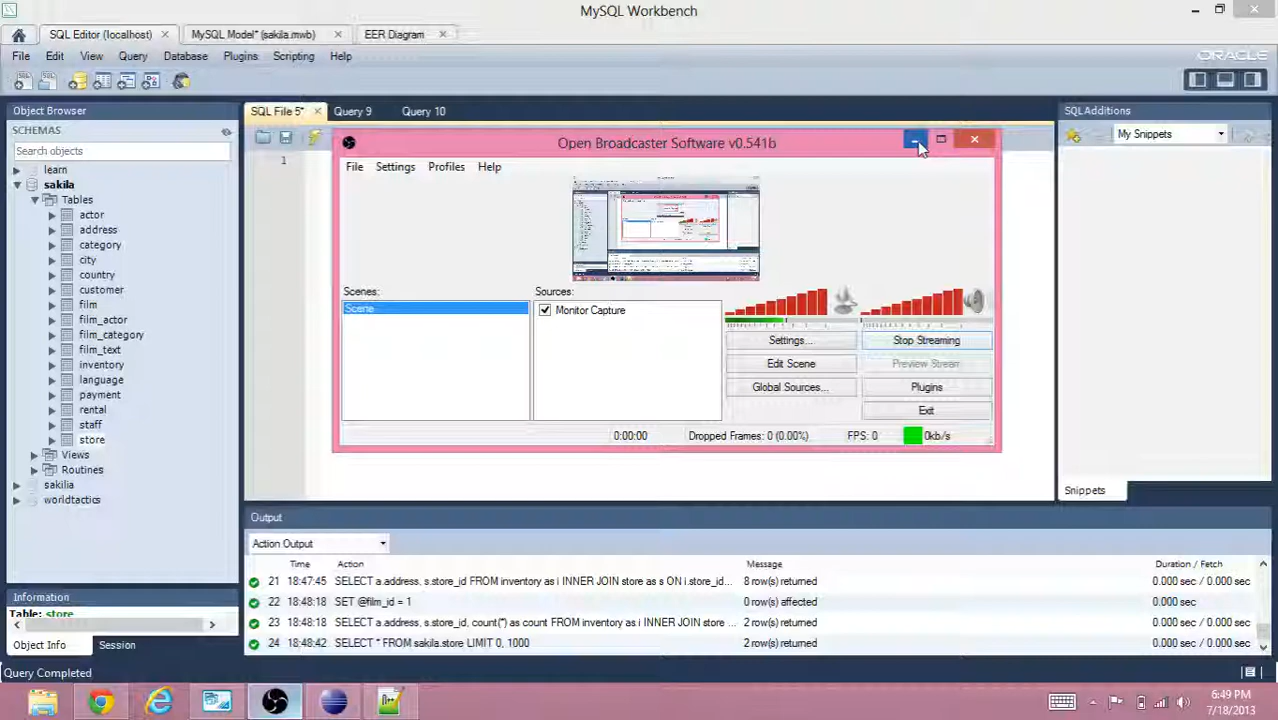 MySQL Workbench
SQL Editor (localhost) MySQL Model* (sakila.mwb) EER Diagram
File Edit View Query Database Plugins Scripting Help
ORACLE
Object Browser
SCHEMAS
Search objects
learn
sakila
Tables
actor
address
category
city
country
customer
film
film_actor
film_category
film_text
inventory
language
payment
rental
staff
store
Views
Routines
sakilia
worldtactics
Information
Table: store
Object Info Session
Query Completed
SQL File 5* Query 9 Query 10
1
Open Broadcaster Software v0.541b
File Settings Profiles Help
Scenes: Sources:
Scene
Monitor Capture
Settings... Stop Streaming
Edit Scene Preview Stream
Global Sources... Plugins
Exit
0:00:00 Dropped Frames: 0 (0.00%) FPS: 0 0kb/s
SQL Additions
My Snippets
Snippets
Output
Action Output
Time Action Message Duration / Fetch
21 18:47:45 SELECT a.address, s.store_id FROM inventory as i INNER JOIN store as s ON i.store_id... 8 row(s) returned 0.000 sec / 0.000 sec
22 18:48:18 SET @film_id = 1 0 row(s) affected 0.000 sec
23 18:48:18 SELECT a.address, s.store_id, count(*) as count FROM inventory as i INNER JOIN store ... 2 row(s) returned 0.000 sec / 0.000 sec
24 18:48:42 SELECT * FROM sakila.store LIMIT 0, 1000 2 row(s) returned 0.000 sec / 0.000 sec
6:49 PM
7/18/2013